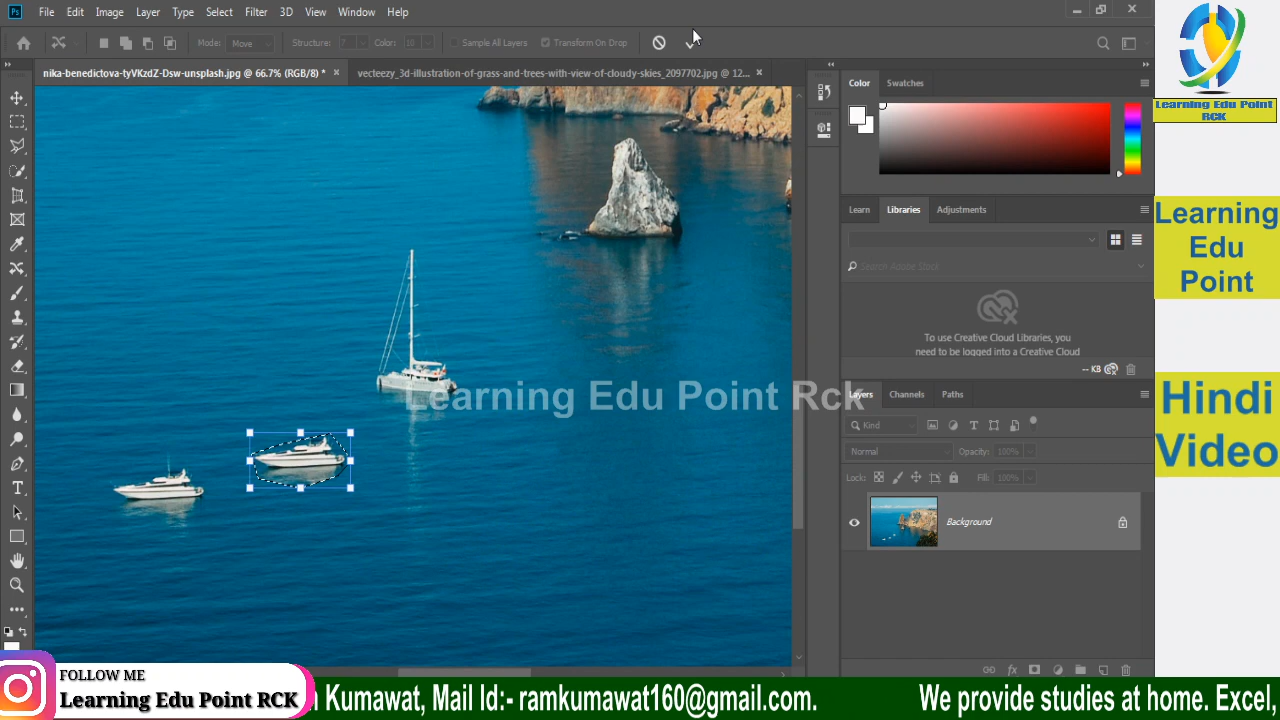 Ps File Edit Image Layer Type Select Filter 3D View Window Help
Mode: Move Structure: 7 Color: 10 Sample All Layers Transform On Drop
nika-benedictova-tyVKzdZ-Dsw-unsplash.jpg @ 66.7% (RGB/8) * × vecteezy_3d-illustration-of-grass-and-trees-with-view-of-cloudy-skies_2097702.jpg @ 12... ×
Color Swatches
Learn Libraries Adjustments
Search Adobe Stock
To use Creative Cloud Libraries, you
need to be logged into a Creative Cloud
-- KB
Layers Channels Paths
Kind
Normal Opacity: 100%
Lock: Fill: 100%
Background
Learning Edu Point Rck
Learning Edu Point
RCK
Learning
Edu
Point
Hindi
Video
FOLLOW ME
Learning Edu Point RCK
Kumawat, Mail Id:- ramkumawat160@gmail.com. We provide studies at home. Excel,